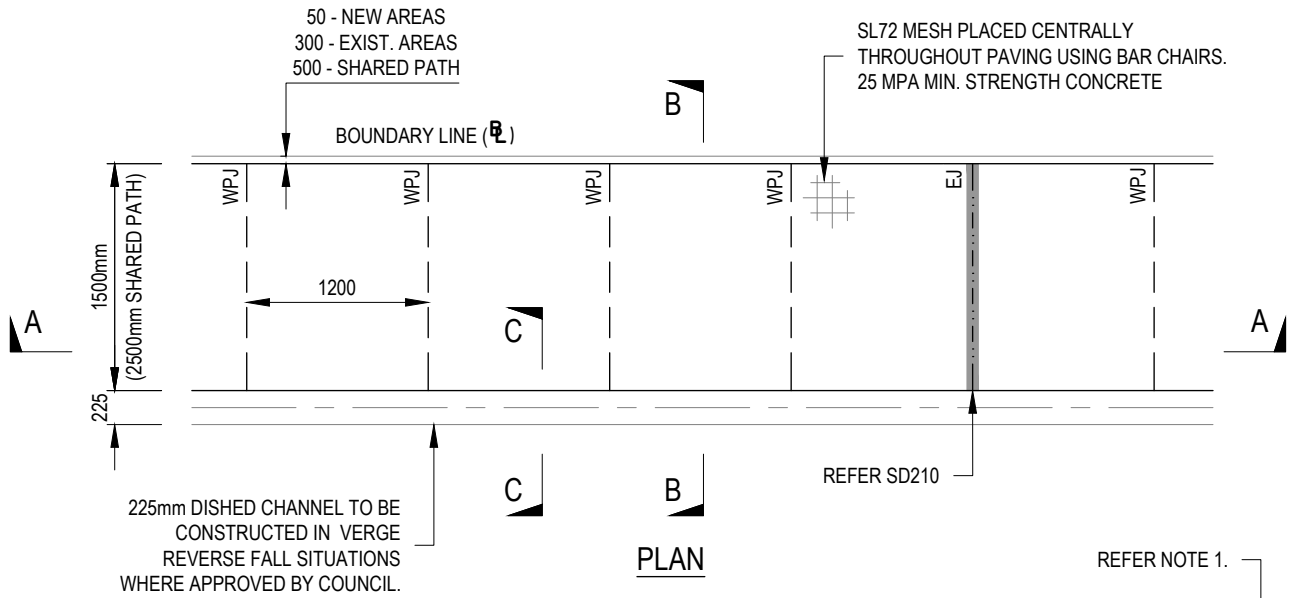 50 - NEW AREAS
300 - EXIST. AREAS
500 - SHARED PATH
SL72 MESH PLACED CENTRALLY
THROUGHOUT PAVING USING BAR CHAIRS.
25 MPA MIN. STRENGTH CONCRETE
B
BOUNDARY LINE (BL)
WPJ
WPJ
WPJ
WPJ
EJ
WPJ
1500mm
(2500mm SHARED PATH)
1200
A
C
A
225
C
B
REFER SD210
225mm DISHED CHANNEL TO BE
CONSTRUCTED IN VERGE
REVERSE FALL SITUATIONS
WHERE APPROVED BY COUNCIL.
PLAN
REFER NOTE 1.